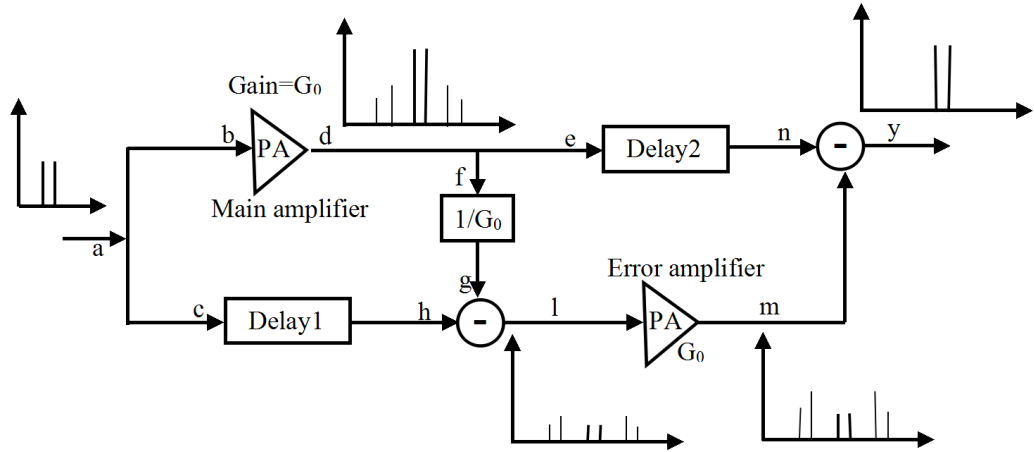 Gain=G₀
b
PA
d
Main amplifier
a
e
Delay2
n
-
y
f
1/G₀
g
c
Delay1
h
-
l
Error amplifier
PA
G₀
m